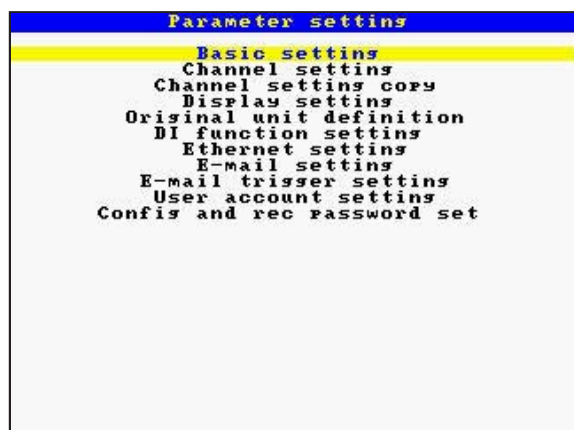 Parameter setting
Basic setting
Channel setting
Channel setting copy
Display setting
Original unit definition
DI function setting
Ethernet setting
E-mail setting
E-mail trigger setting
User account setting
Config and rec password set